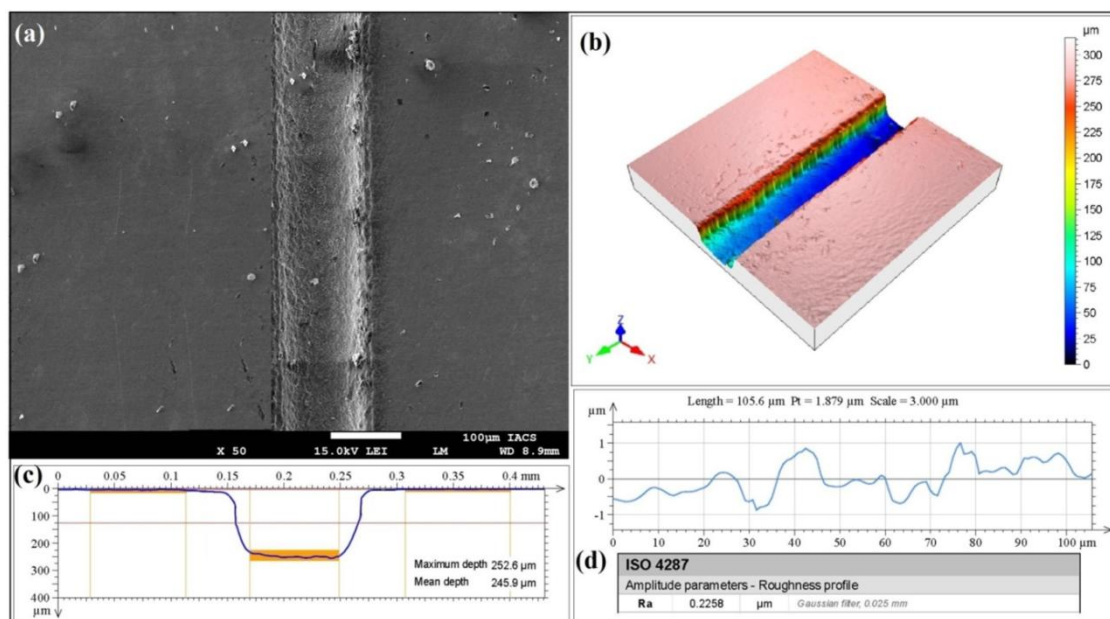 (a)
100µm IACS
X 50 15.0kV LEI LM WD 8.9mm
(b)
µm
300
275
250
225
200
175
150
125
100
75
50
25
0
Z
Y
X
(c)
0 0.05 0.1 0.15 0.2 0.25 0.3 0.35 0.4 mm
0
100
200
300
400
µm
Maximum depth 252.6 µm
Mean depth 245.9 µm
Length = 105.6 µm Pt = 1.879 µm Scale = 3.000 µm
µm
1
0
-1
0 10 20 30 40 50 60 70 80 90 100 µm
(d)
ISO 4287
Amplitude parameters - Roughness profile
Ra 0.2258 µm Gaussian filter, 0.025 mm